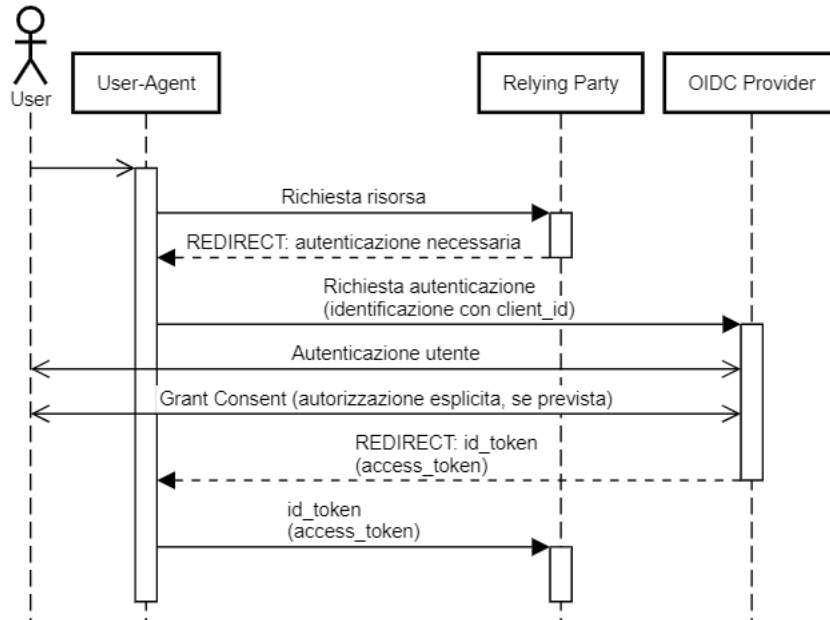 User
User-Agent
Relying Party
OIDC Provider
Richiesta risorsa
REDIRECT: autenticazione necessaria
Richiesta autenticazione
(identificazione con client_id)
Autenticazione utente
Grant Consent (autorizzazione esplicita, se prevista)
REDIRECT: id_token
(access_token)
id_token
(access_token)